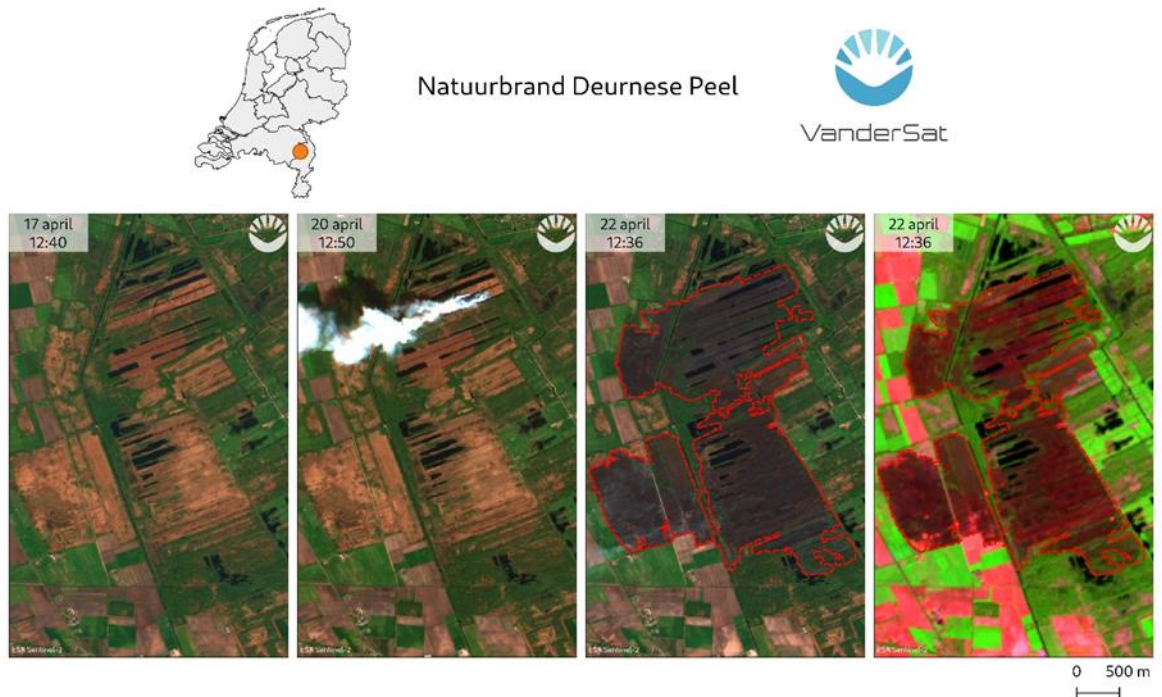 Natuurbrand Deurnese Peel
VanderSat
17 april
12:40
20 april
12:50
22 april
12:36
22 april
12:36
ESA Sentinel-2
ESA Sentinel-2
ESA Sentinel-2
ESA Sentinel-2
0 500 m